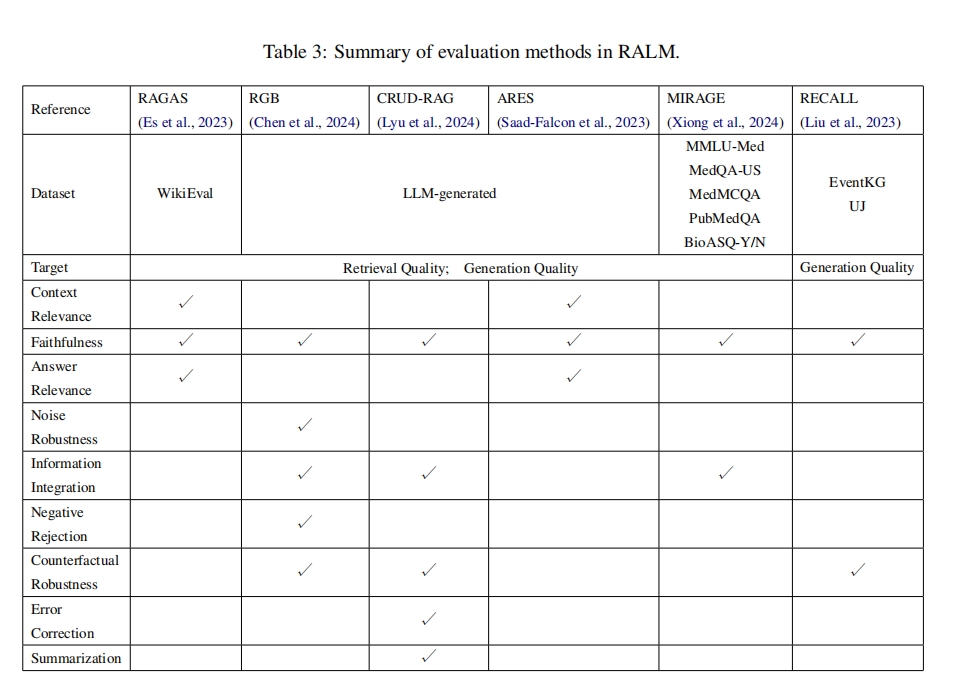 Table 3: Summary of evaluation methods in RALM.
Reference
RAGAS
(Es et al., 2023)
RGB
(Chen et al., 2024)
CRUD-RAG
(Lyu et al., 2024)
ARES
(Saad-Falcon et al., 2023)
MIRAGE
(Xiong et al., 2024)
RECALL
(Liu et al., 2023)
Dataset
WikiEval
LLM-generated
MMLU-Med
MedQA-US
MedMCQA
PubMedQA
BioASQ-Y/N
EventKG
UJ
Target
Retrieval Quality; Generation Quality
Generation Quality
Context
Relevance
✓ ✓
Faithfulness ✓ ✓ ✓ ✓ ✓ ✓
Answer
Relevance
✓ ✓
Noise
Robustness
✓
Information
Integration
✓ ✓ ✓
Negative
Rejection
✓
Counterfactual
Robustness
✓ ✓ ✓
Error
Correction
✓
Summarization ✓